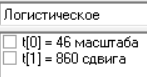 Логистическое
t[0] = 46 масштаба
t[1] = 860 сдвига